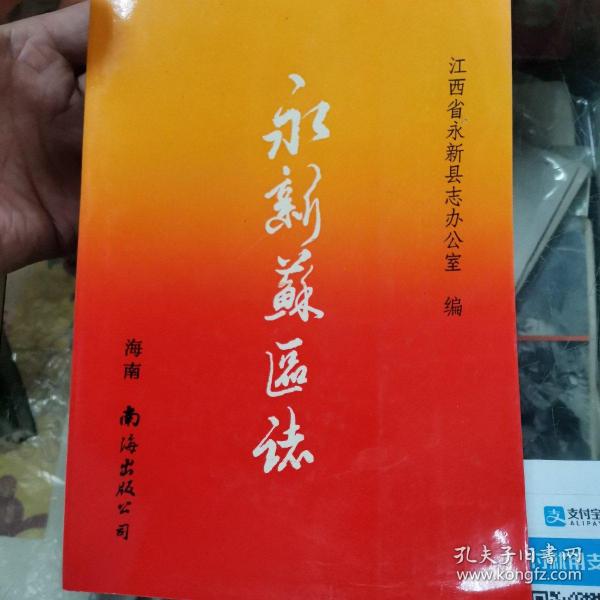 江西省永新县志办公室 编
永新蘇區誌
海南 南海出版公司
支付宝
ALIPAY
孔夫子旧书网
www.kongfz.com